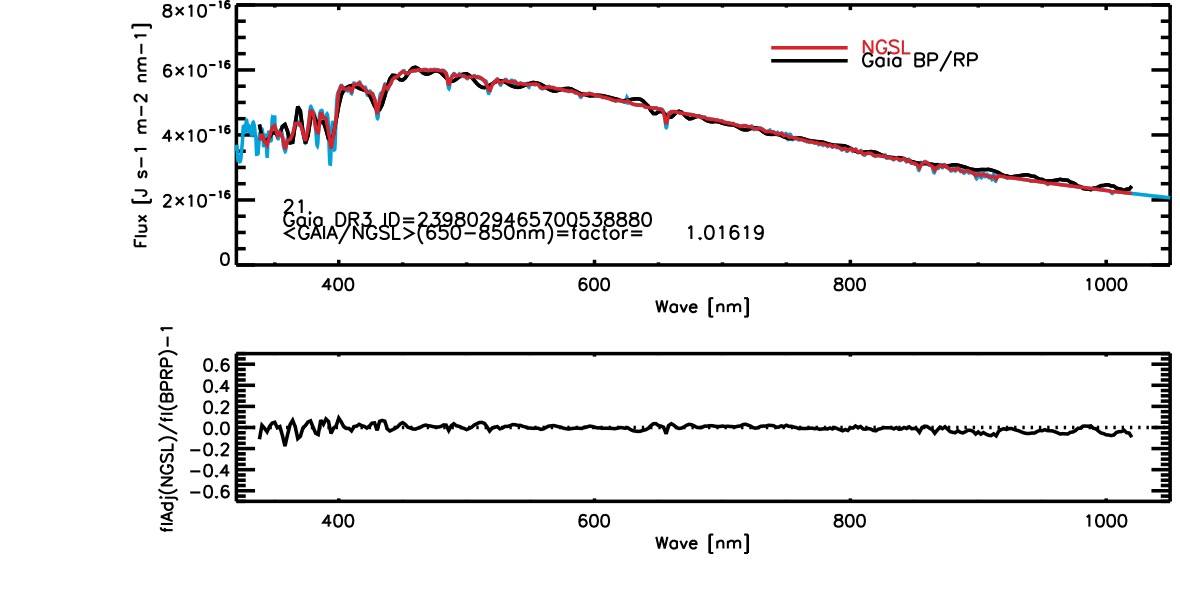 8×10−16
6×10−16
4×10−16
2×10−16
0
Flux [J s−1 m−2 nm−1]
NGSL
Gaia BP/RP
21.
Gaia DR3 ID=2398029465700538880
<GAIA/NGSL>(650−850nm)=factor= 1.01619
400 600 800 1000
Wave [nm]
flAdj(NGSL)/fl(BPRP)−1
0.6
0.4
0.2
0.0
−0.2
−0.4
−0.6
400 600 800 1000
Wave [nm]